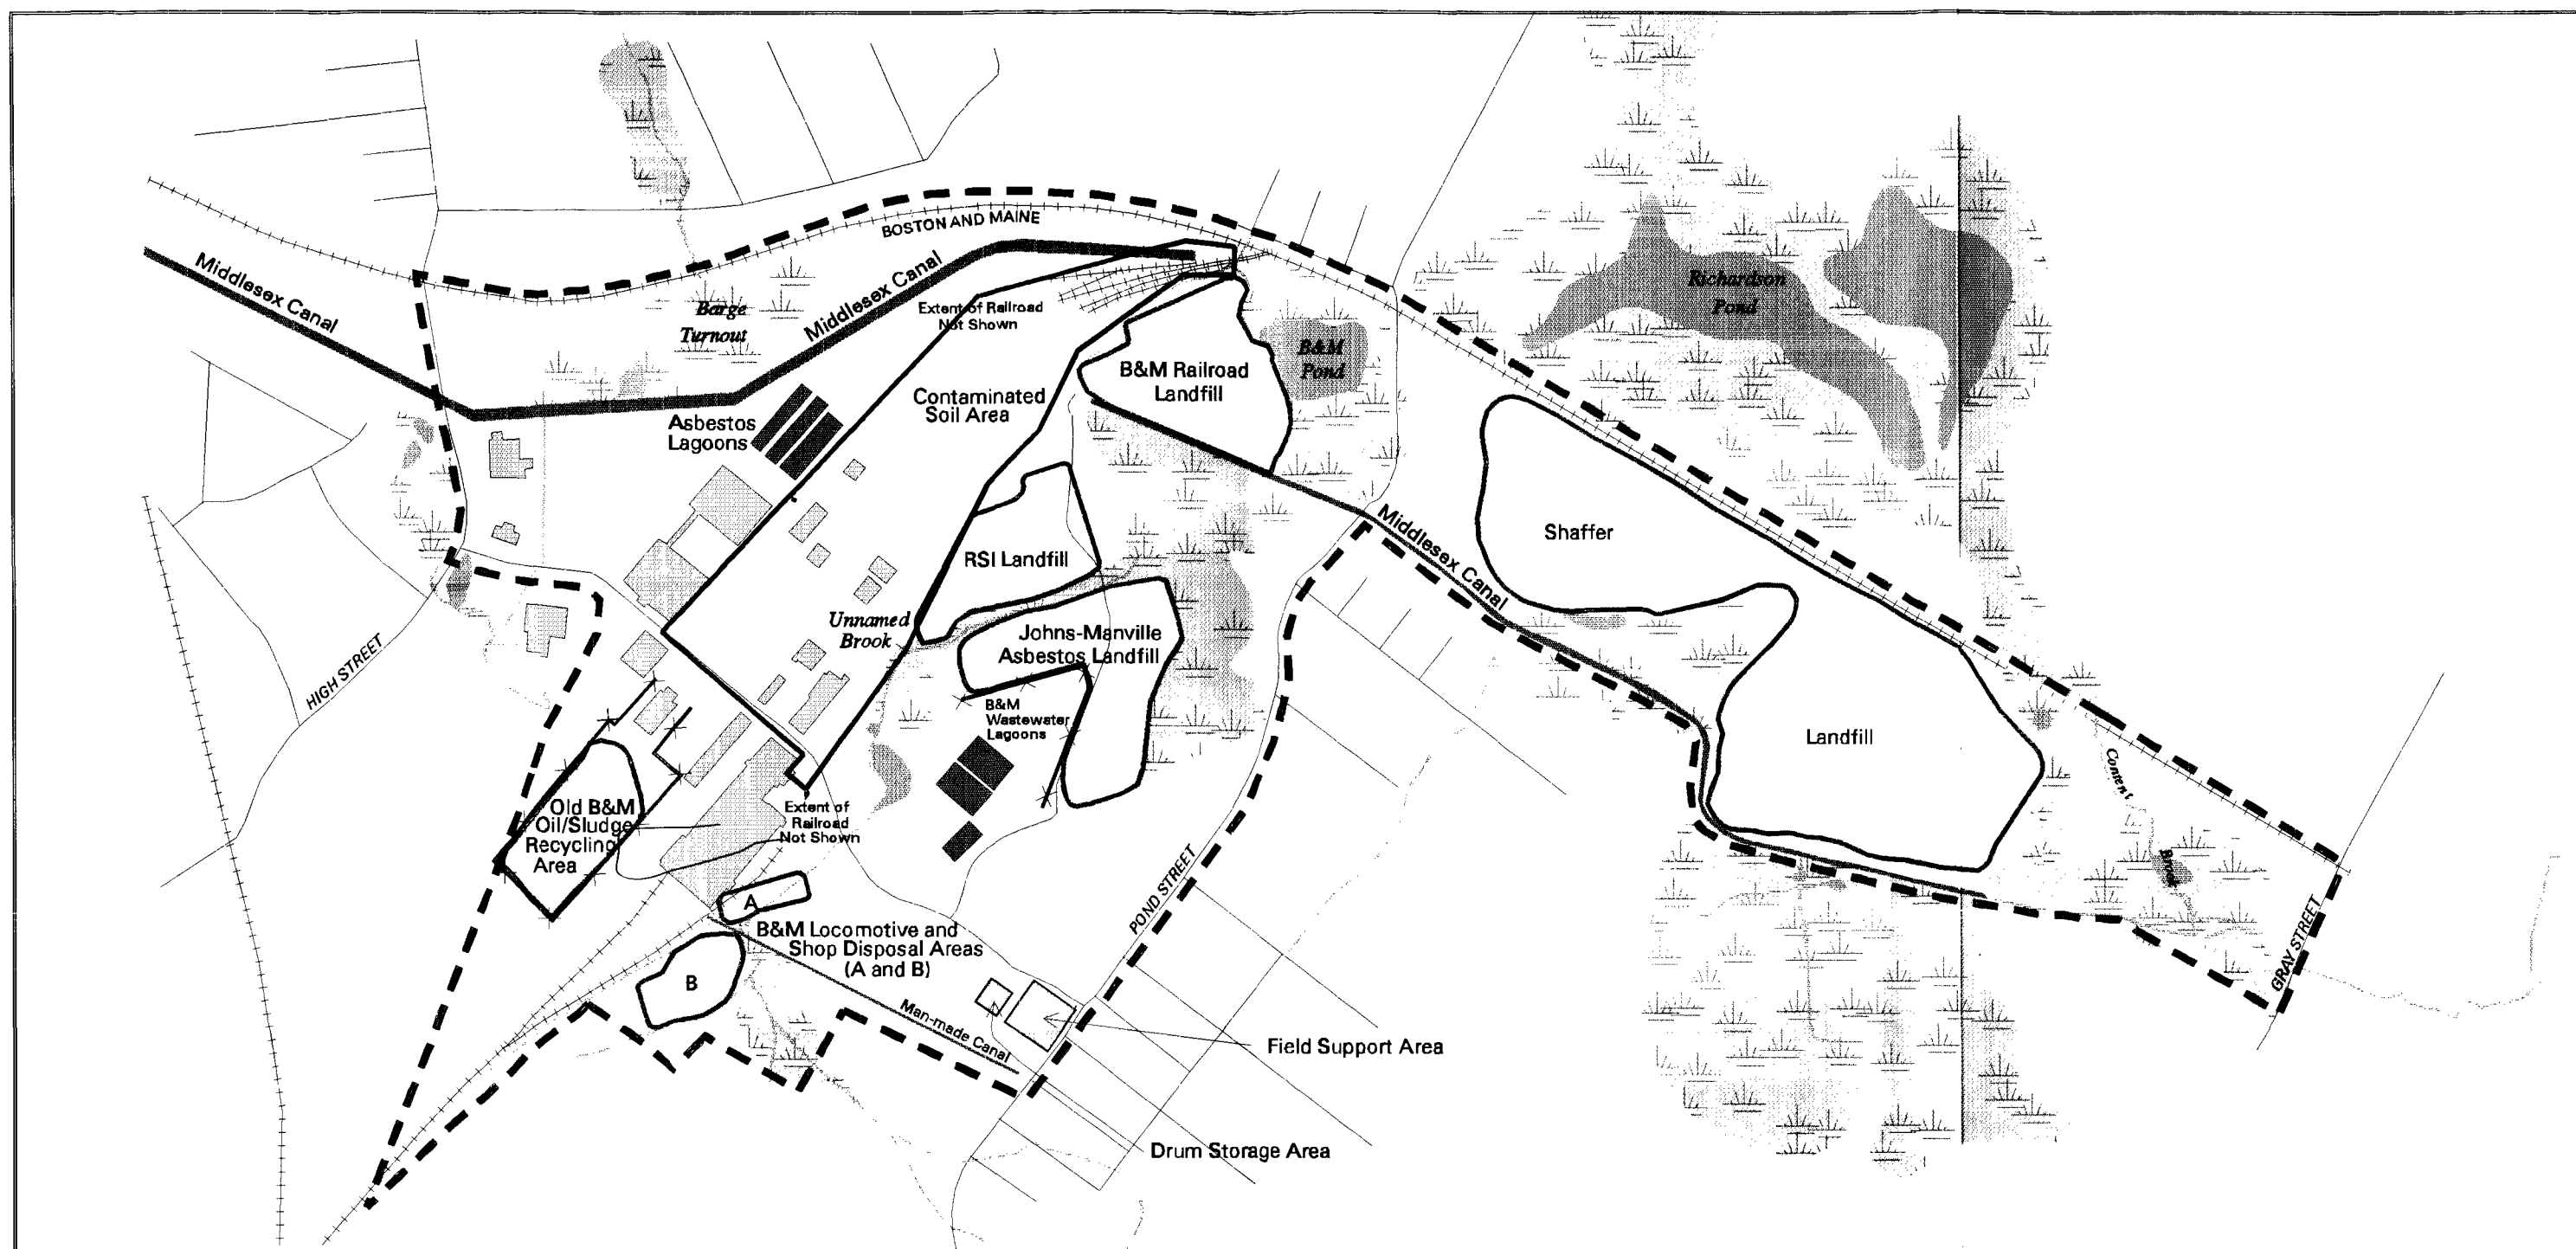 BOSTON AND MAINE
Middlesex Canal
Middlesex Canal
Barge
Turnout
Extent of Railroad
Not Shown
Richardson
Pond
B&M
Pond
B&M Railroad
Landfill
Contaminated
Soil Area
Asbestos
Lagoons
Middlesex Canal
Shaffer
RSI Landfill
Unnamed
Brook
Johns-Manville
Asbestos Landfill
HIGH STREET
B&M
Wastewater
Lagoons
Landfill
Content
Brook
Old B&M
Oil/Sludge
Recycling
Area
Extent of
Railroad
Not Shown
POND STREET
GRAY STREET
A
B&M Locomotive and
Shop Disposal Areas
(A and B)
B
Man-made Canal
Field Support Area
Drum Storage Area